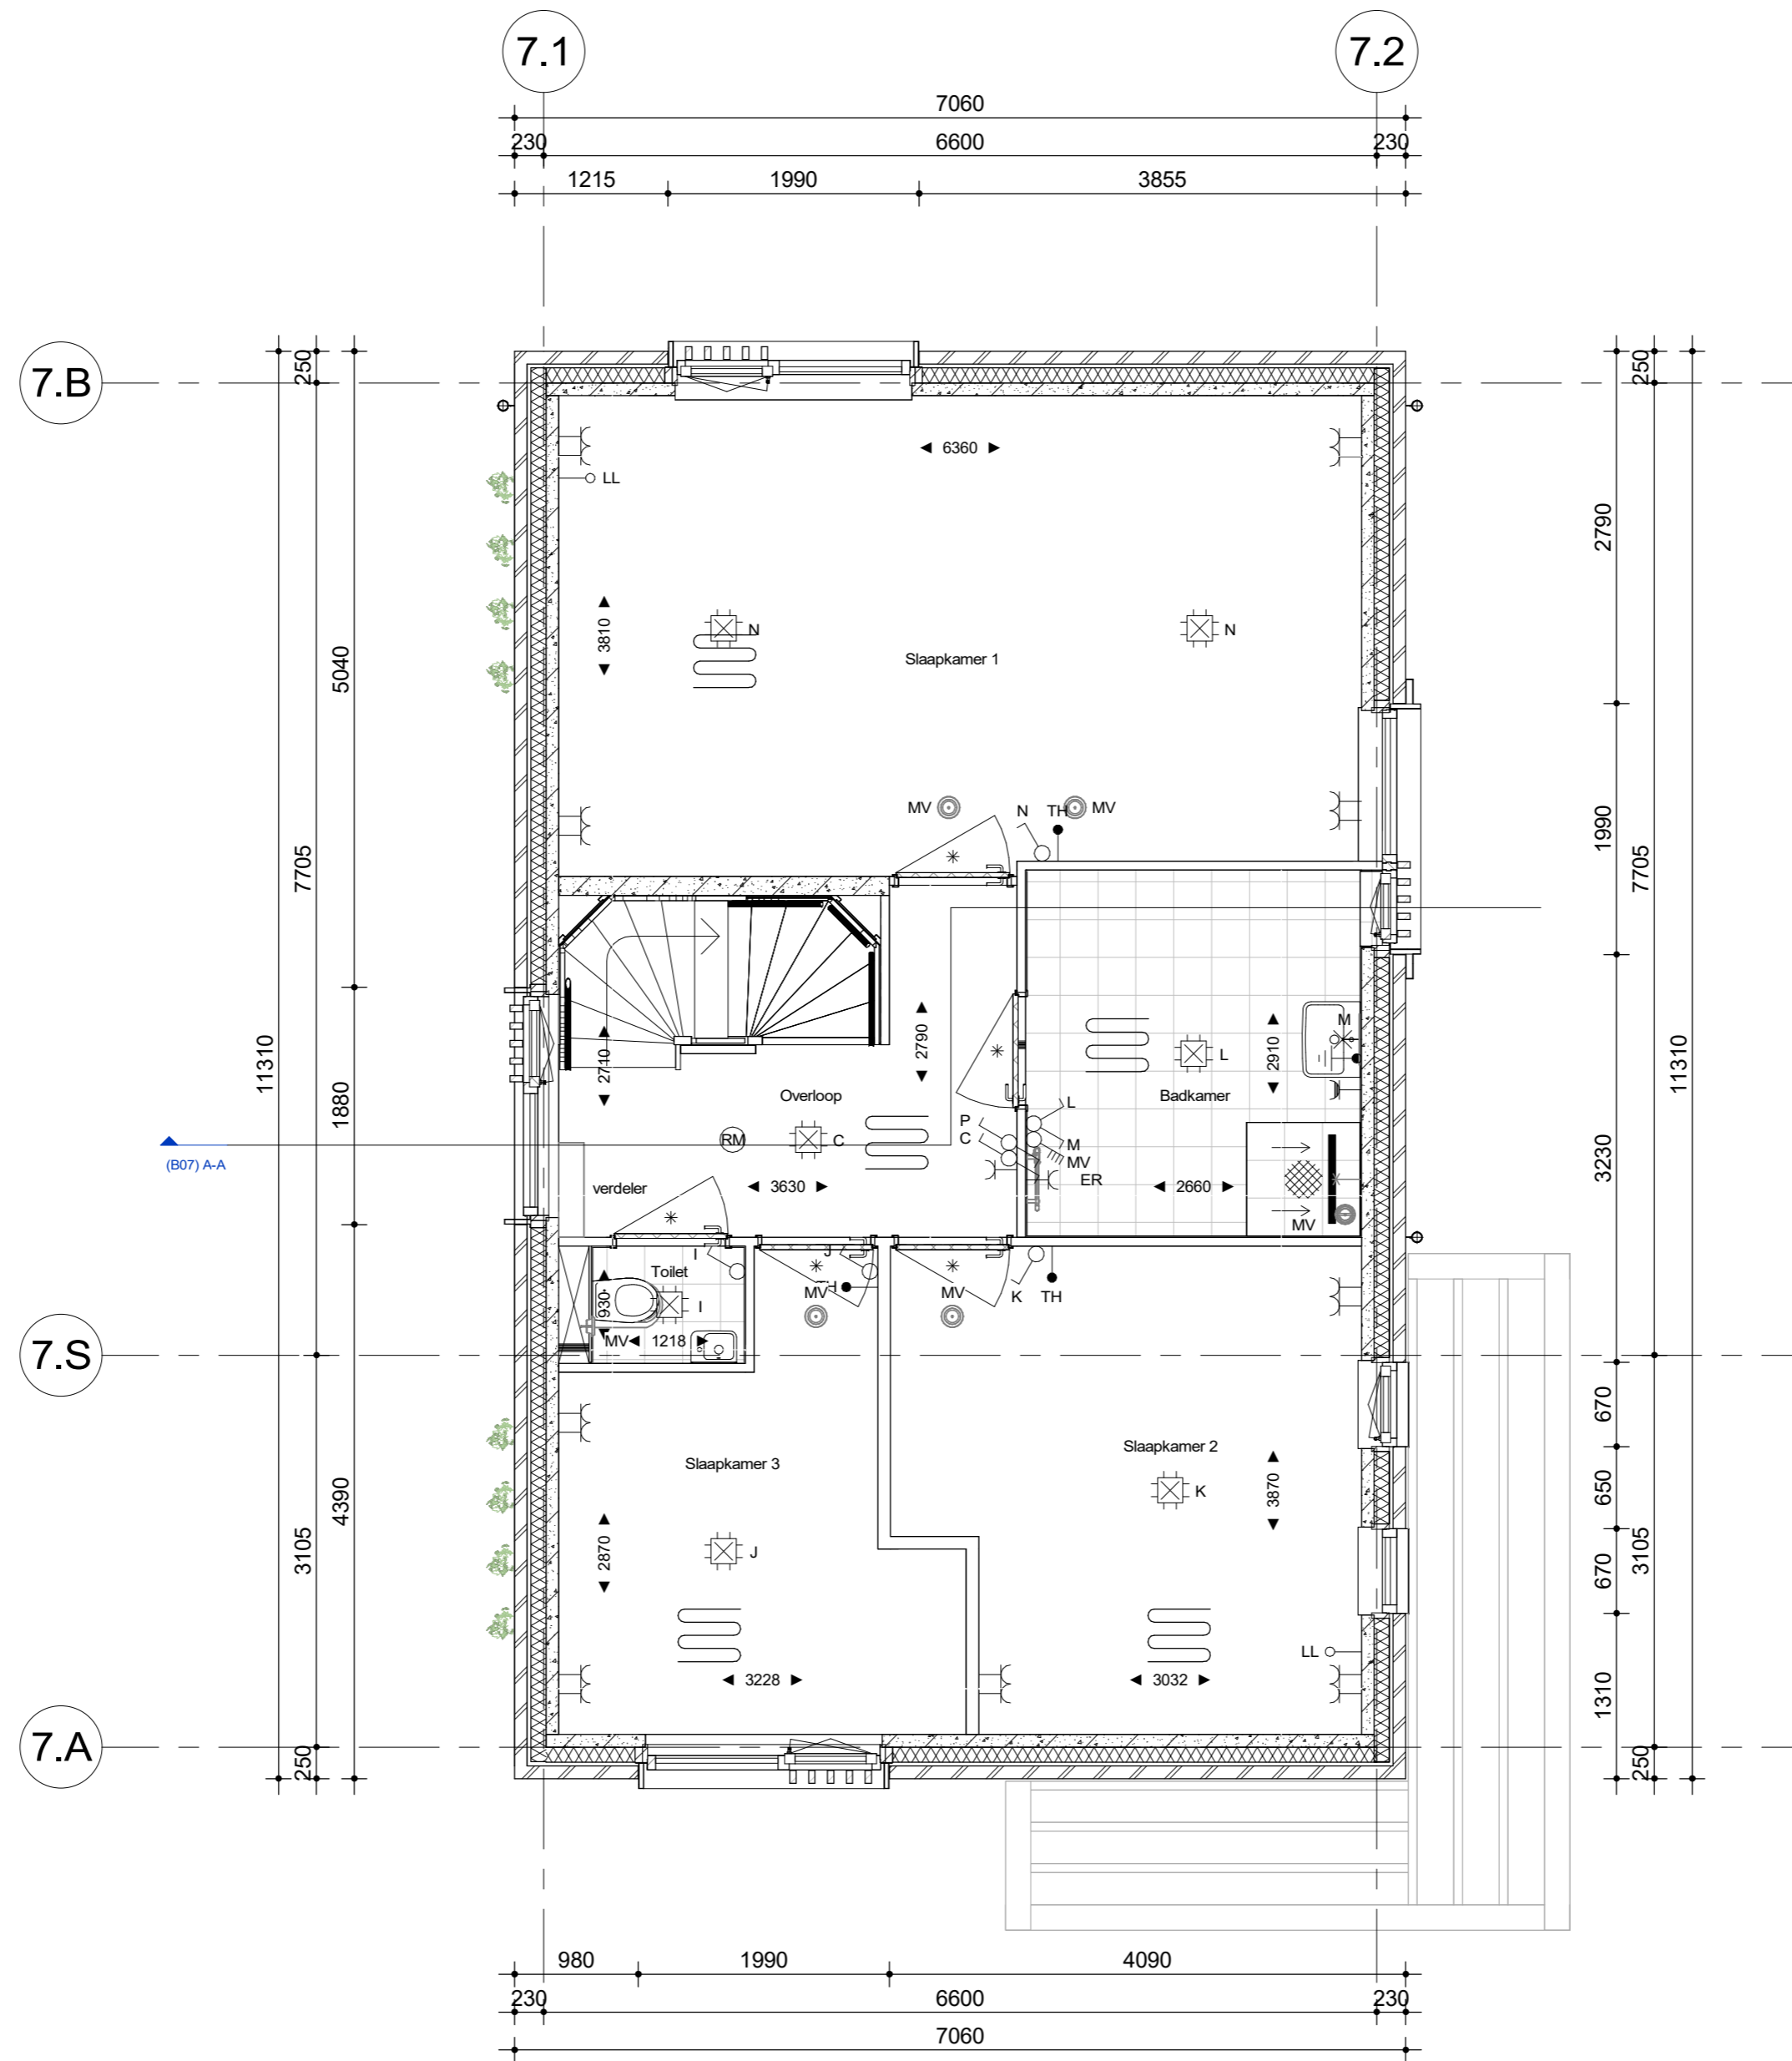 7.1 7.2
7060
230 6600 230
1215 1990 3855
7.B
250
250
6360
LL
2790
3810
N
N
Slaapkamer 1
5040
7705
1990
7705
MV
N TH MV
11310
2740
2790
M
L
2910
11310
1880
Overloop
Badkamer
P
C
L
M
MV
RM
C
(B07) A-A
3230
verdeler
3630
ER
2660
MV
I
J
Toilet
930
I
MV
MV
K TH
MV 1218
7.S
670
Slaapkamer 2
Slaapkamer 3
4390
K
3870
650
J
2870
3105
670
3105
LL
3228
3032
1310
7.A
250
250
980 1990 4090
230 6600 230
7060